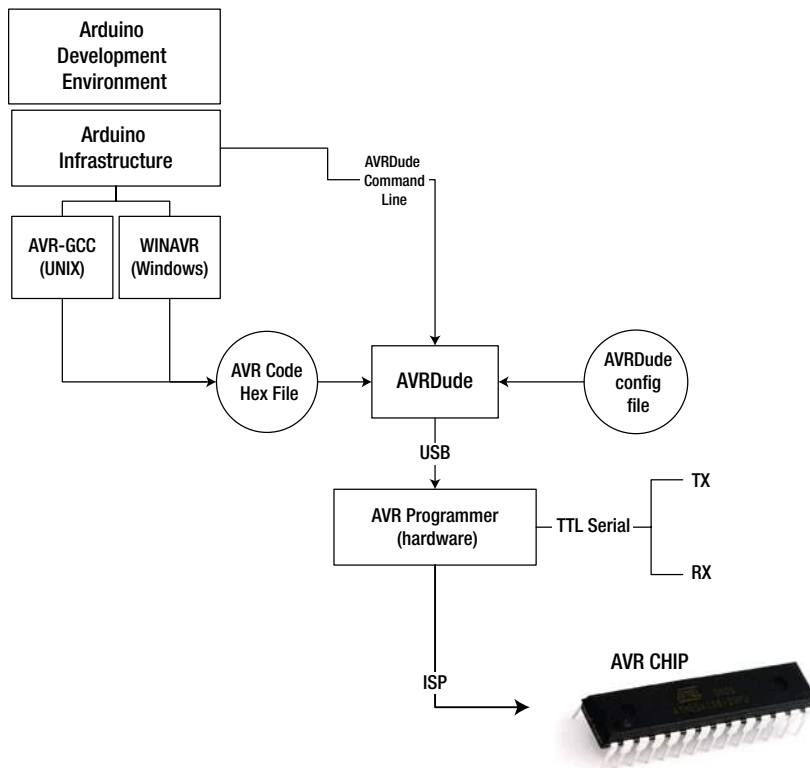 Arduino
Development
Environment
Arduino
Infrastructure
AVRDude
Command
Line
AVR-GCC
(UNIX)
WINAVR
(Windows)
AVR Code
Hex File
AVRDude
AVRDude
config
file
USB
AVR Programmer
(hardware)
TTL Serial
TX
RX
ISP
AVR CHIP